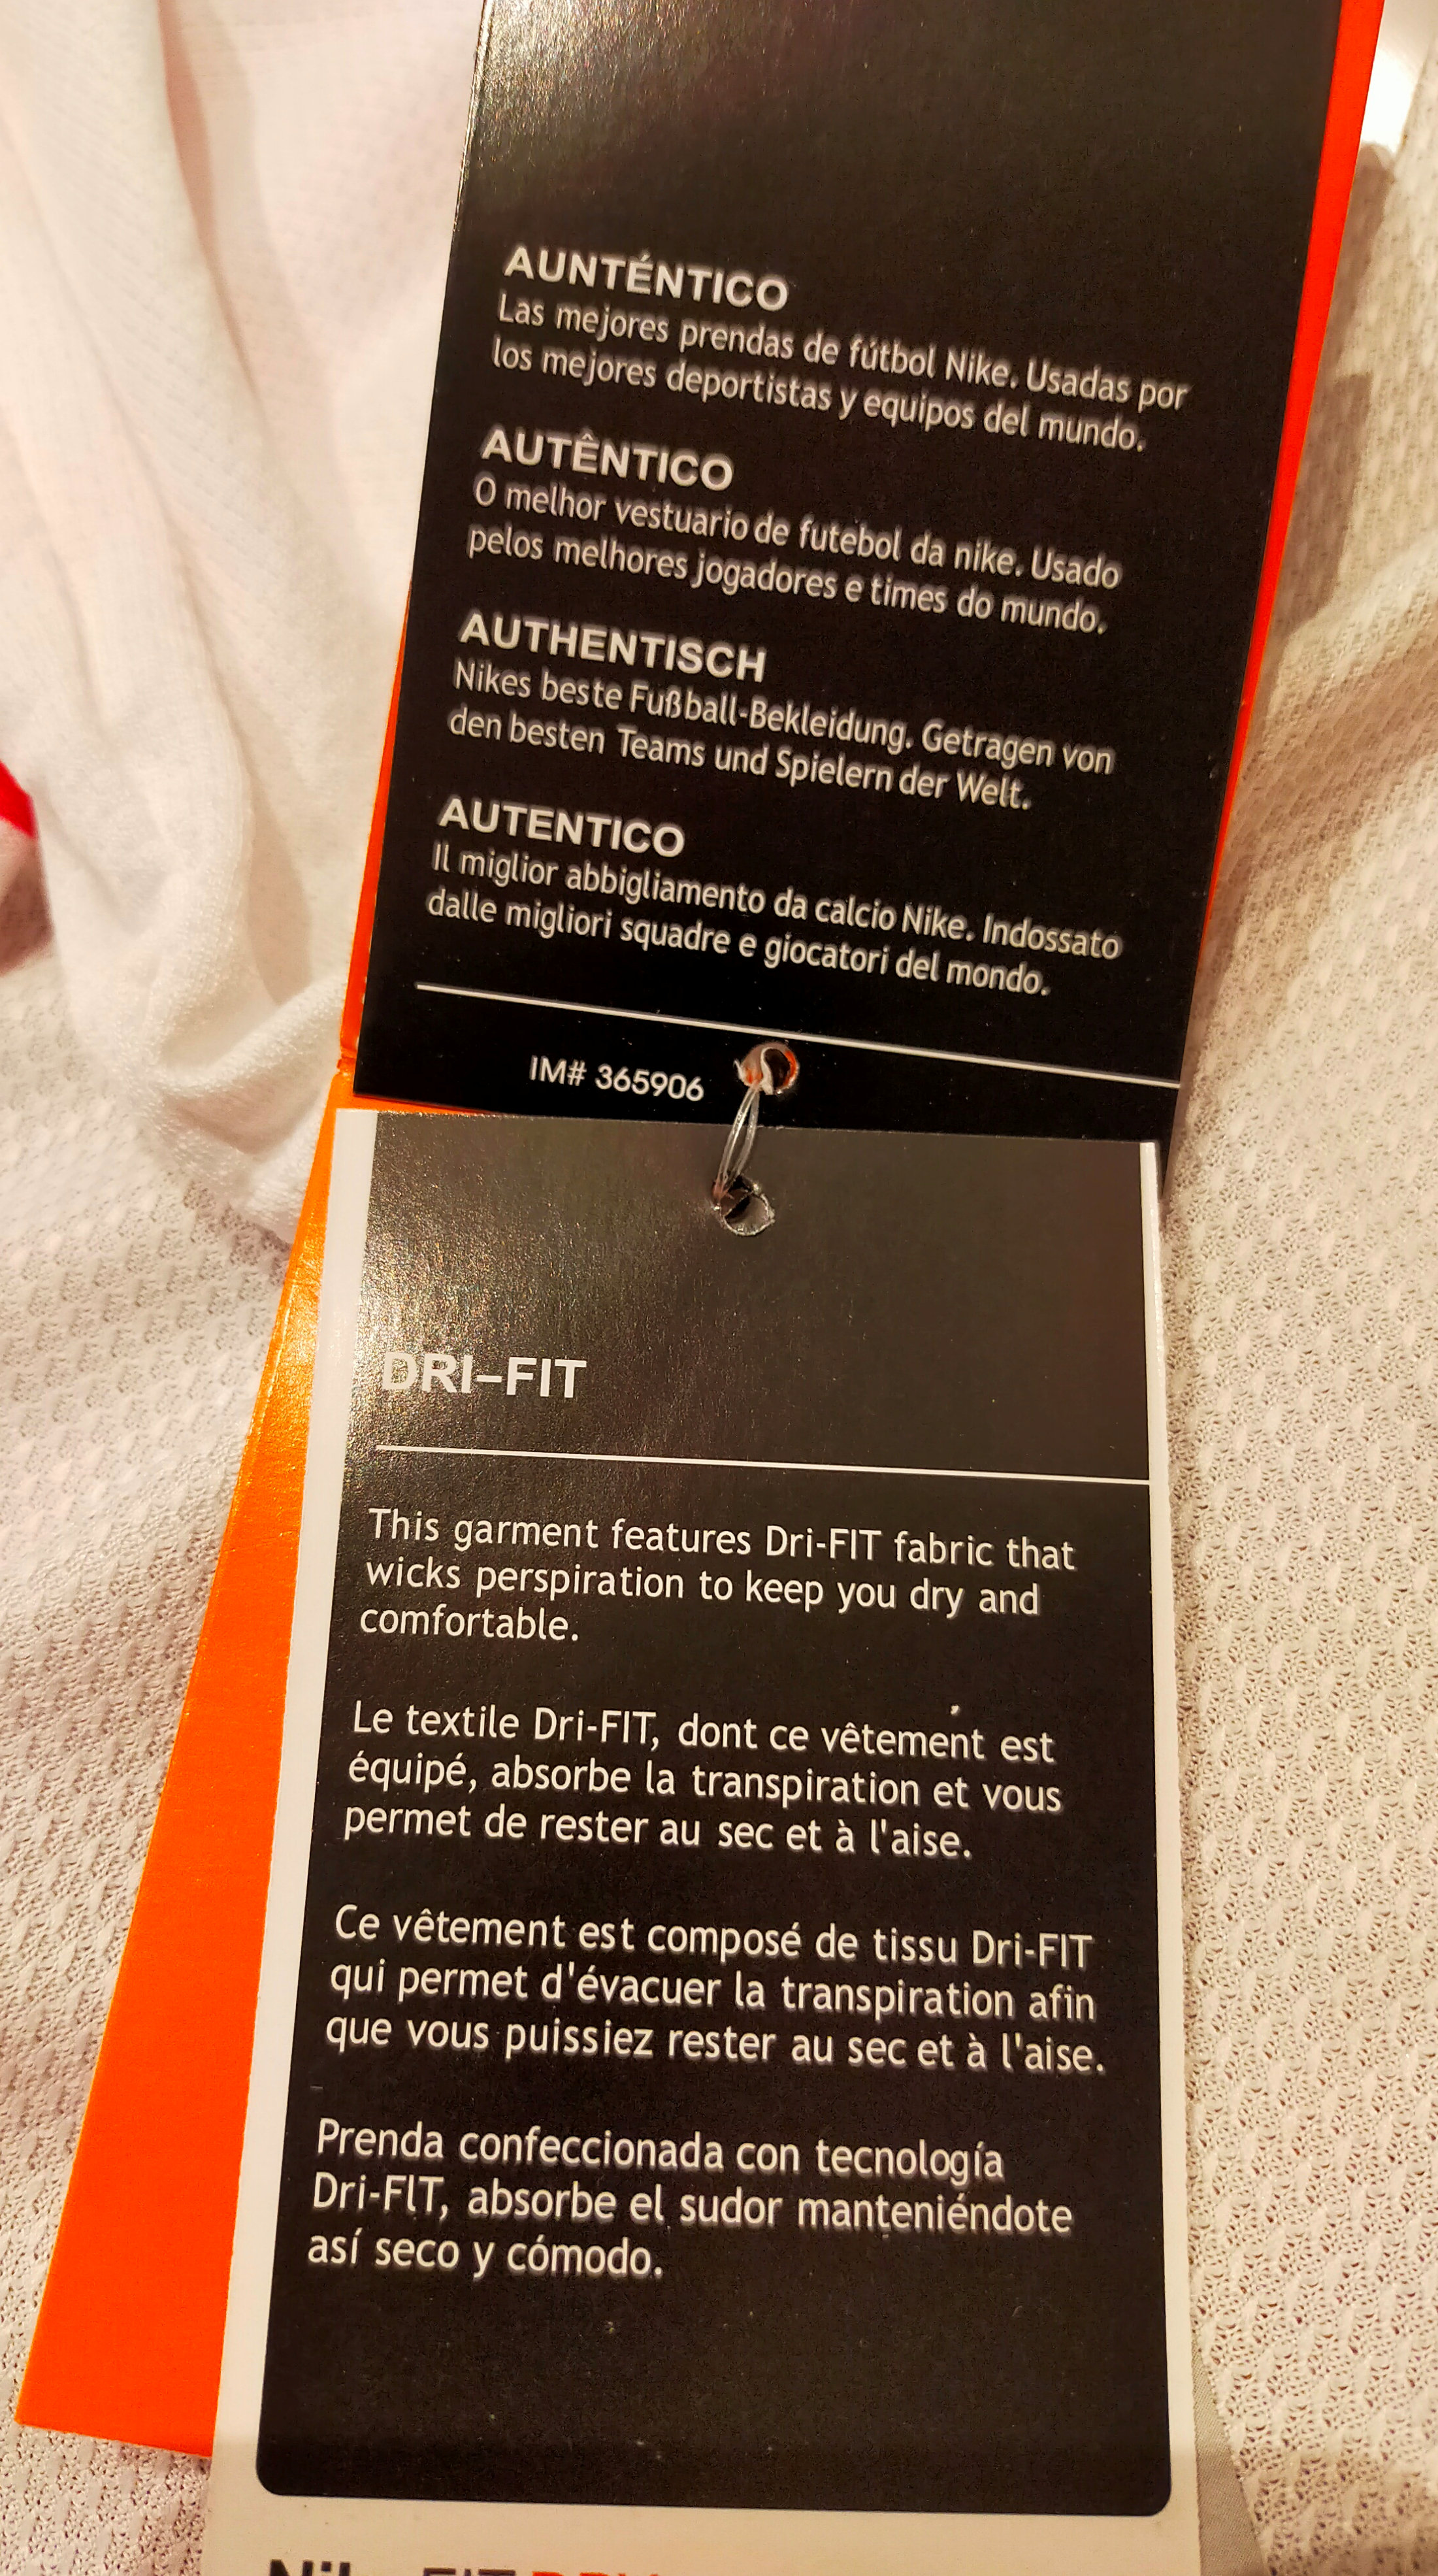 AUNTÉNTICO
Las mejores prendas de fútbol Nike. Usadas por
los mejores deportistas y equipos del mundo.
AUTÊNTICO
O melhor vestuario de futebol da nike. Usado
pelos melhores jogadores e times do mundo.
AUTHENTISCH
Nikes beste Fußball-Bekleidung. Getragen von
den besten Teams und Spielern der Welt.
AUTENTICO
Il miglior abbigliamento da calcio Nike. Indossato
dalle migliori squadre e giocatori del mondo.
IM# 365906
DRI-FIT
This garment features Dri-FIT fabric that
wicks perspiration to keep you dry and
comfortable.
Le textile Dri-FIT, dont ce vêtement est
équipé, absorbe la transpiration et vous
permet de rester au sec et à l'aise.
Ce vêtement est composé de tissu Dri-FIT
qui permet d'évacuer la transpiration afin
que vous puissiez rester au sec et à l'aise.
Prenda confeccionada con tecnología
Dri-FlT, absorbe el sudor manteniéndote
así seco y cómodo.